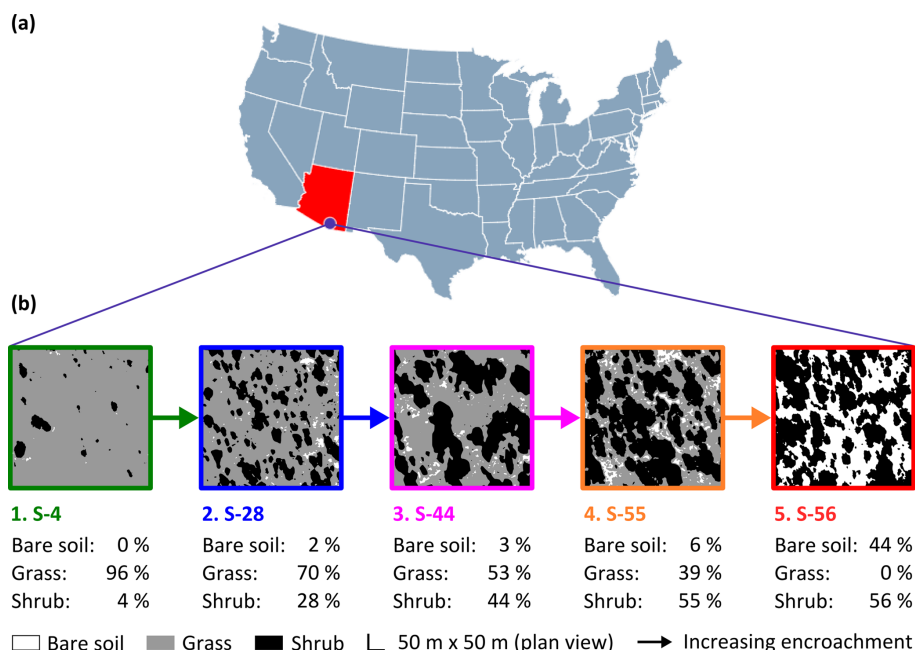 (a)
(b)
1. S-4 2. S-28 3. S-44 4. S-55 5. S-56
Bare soil: 0 % Bare soil: 2 % Bare soil: 3 % Bare soil: 6 % Bare soil: 44 %
Grass: 96 % Grass: 70 % Grass: 53 % Grass: 39 % Grass: 0 %
Shrub: 4 % Shrub: 28 % Shrub: 44 % Shrub: 55 % Shrub: 56 %
Bare soil Grass Shrub 50 m x 50 m (plan view) Increasing encroachment